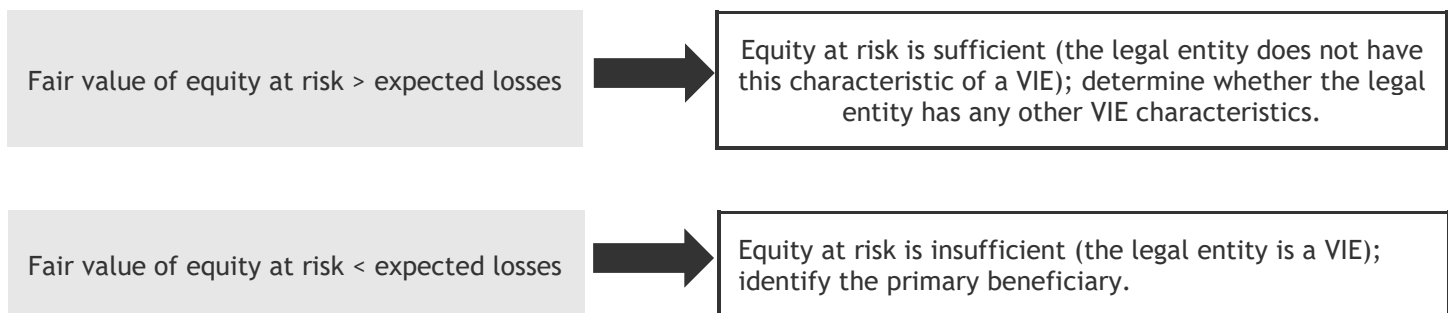 Fair value of equity at risk > expected losses
Equity at risk is sufficient (the legal entity does not have
this characteristic of a VIE); determine whether the legal
entity has any other VIE characteristics.
Fair value of equity at risk < expected losses
Equity at risk is insufficient (the legal entity is a VIE);
identify the primary beneficiary.